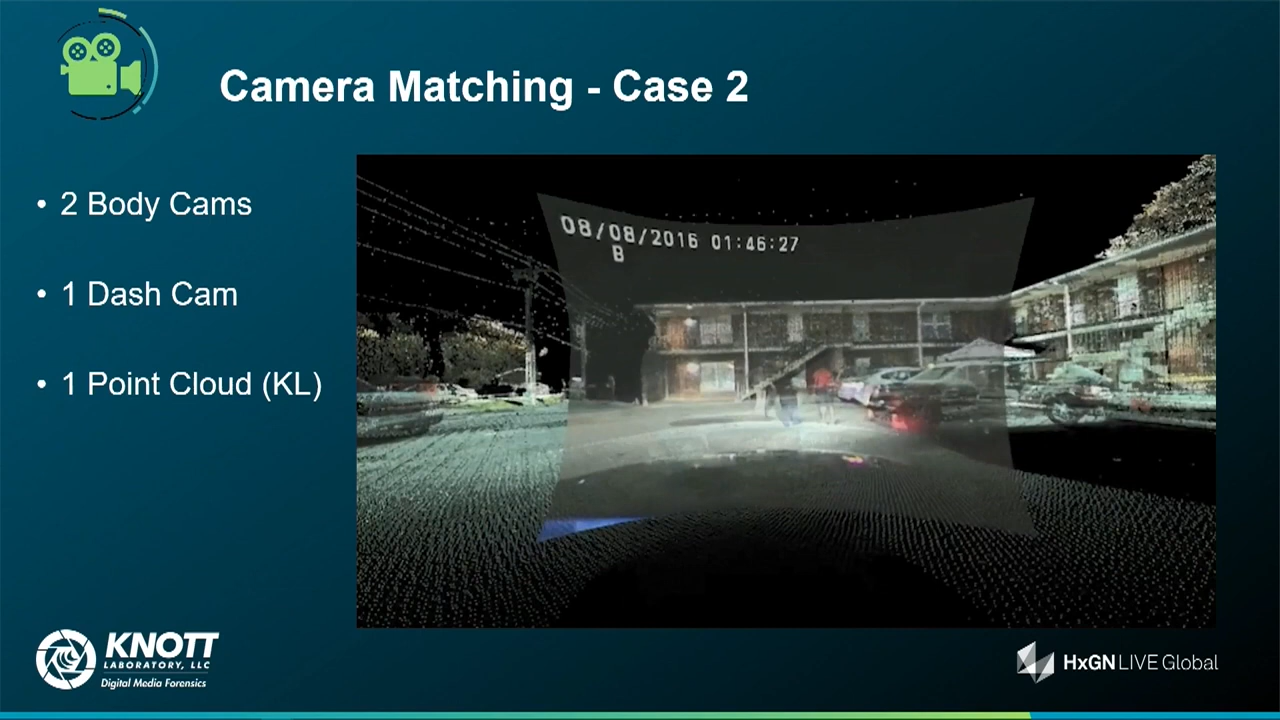 Camera Matching - Case 2
• 2 Body Cams
• 1 Dash Cam
• 1 Point Cloud (KL)
08/08/2016 01:46:27
B
KNOTT
LABORATORY, LLC
Digital Media Forensics
HxGN LIVE Global